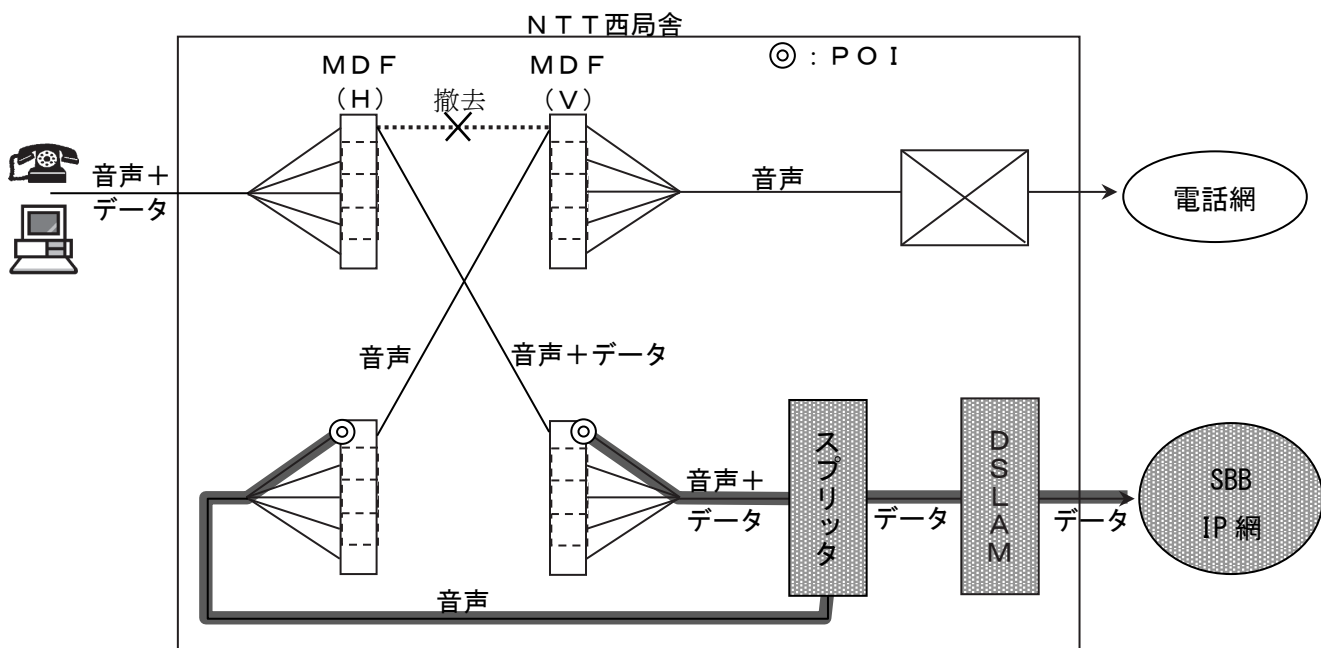 ＮＴＴ西局舎
◎：ＰＯＩ
ＭＤＦ
（Ｈ）
撤去
ＭＤＦ
（Ｖ）
音声＋
データ
音声
電話網
音声
音声＋データ
スプリッタ
ＤＳＬＡＭ
音声＋
データ
データ
データ
SBB
IP 網
音声